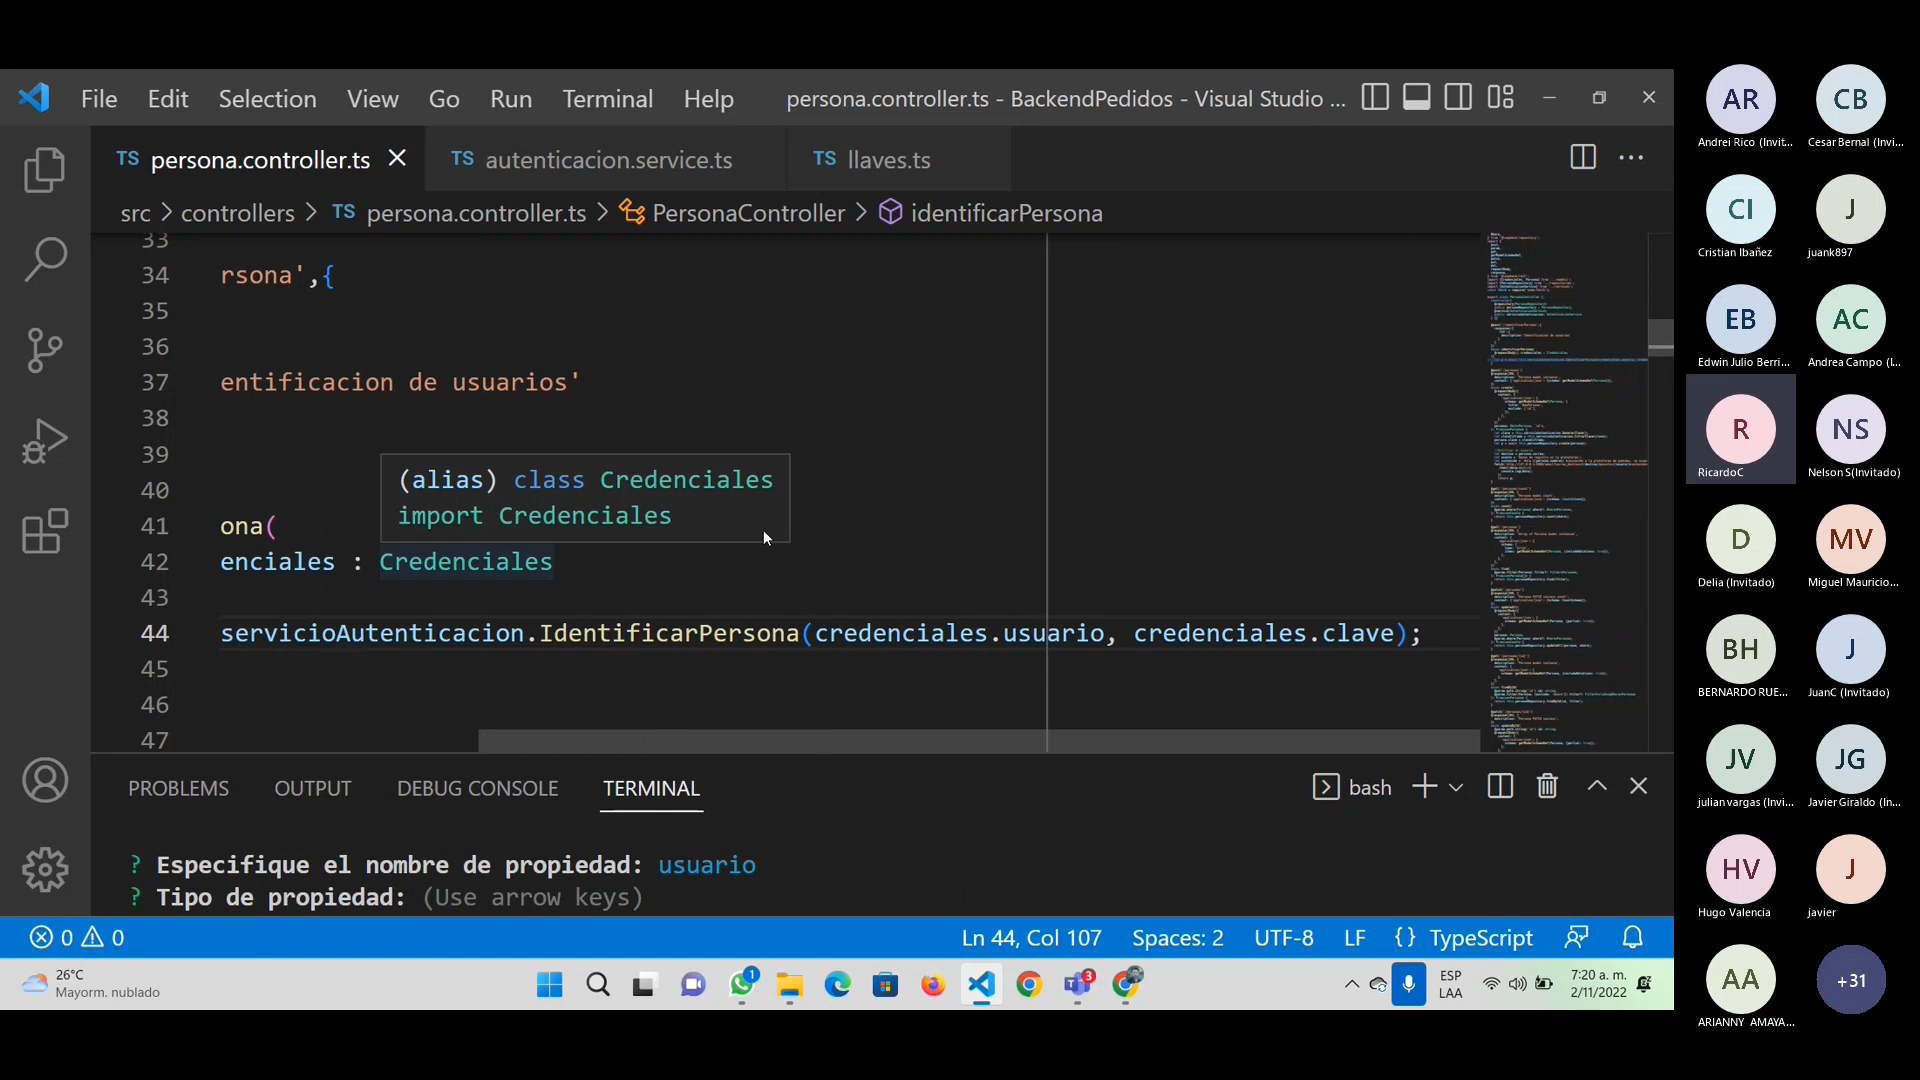 File Edit Selection View Go Run Terminal Help persona.controller.ts - BackendPedidos - Visual Studio ...
TS persona.controller.ts TS autenticacion.service.ts TS llaves.ts
src > controllers > TS persona.controller.ts > PersonaController > identificarPersona
33
34 rsona',{
35
36
37 entificacion de usuarios'
38
39
(alias) class Credenciales
40
import Credenciales
41 ona(
42 enciales : Credenciales
43
44 servicioAutenticacion.IdentificarPersona(credenciales.usuario, credenciales.clave);
45
46
47
PROBLEMS OUTPUT DEBUG CONSOLE TERMINAL bash
? Especifique el nombre de propiedad: usuario
? Tipo de propiedad: (Use arrow keys)
0 0 Ln 44, Col 107 Spaces: 2 UTF-8 LF {} TypeScript
26°C
Mayorm. nublado
1
3
ESP
LAA
7:20 a. m.
2/11/2022
AR CB
Andrei Rico (Invit... Cesar Bernal (Invi...
CI J
Cristian Ibañez juank897
EB AC
Edwin Julio Berri... Andrea Campo (I...
R NS
RicardoC Nelson S(Invitado)
D MV
Delia (Invitado) Miguel Mauricio...
BH J
BERNARDO RUE... JuanC (Invitado)
JV JG
julian vargas (Invi... Javier Giraldo (In...
HV J
Hugo Valencia javier
AA +31
ARIANNY AMAYA...